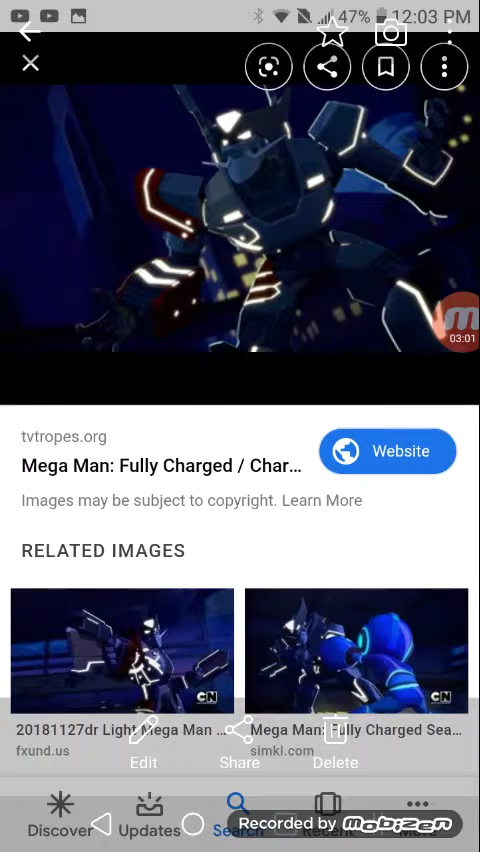 47% 12:03 PM
03:01
tvtropes.org
Mega Man: Fully Charged / Char...
Website
Images may be subject to copyright. Learn More
RELATED IMAGES
CN
CN
20181127dr Light Mega Man ...
Mega Man: Fully Charged Sea...
fxund.us
simkl.com
Edit
Share
Delete
Discover
Updates
Search
Recent
More
Recorded by mobizen